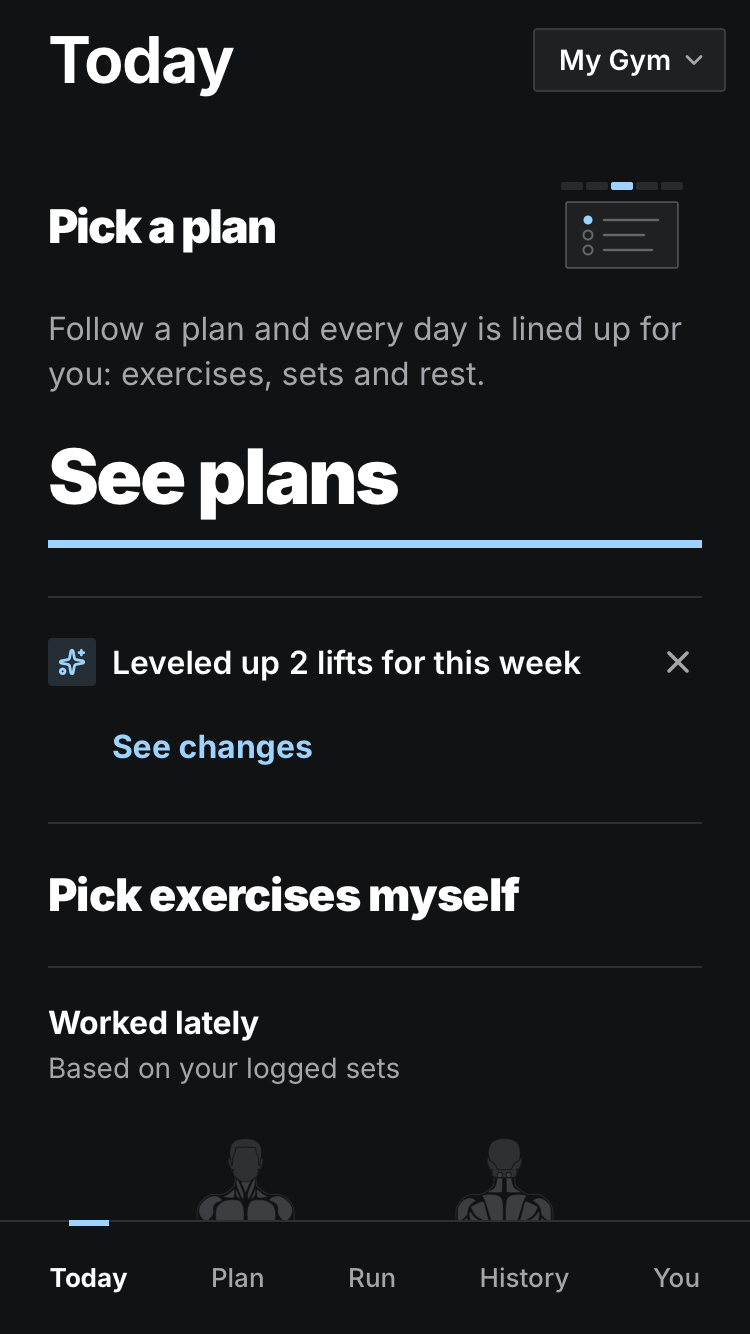 Today
My Gym
Pick a plan
Follow a plan and every day is lined up for
you: exercises, sets and rest.
See plans
Leveled up 2 lifts for this week
See changes
Pick exercises myself
Worked lately
Based on your logged sets
Today
Plan
Run
History
You